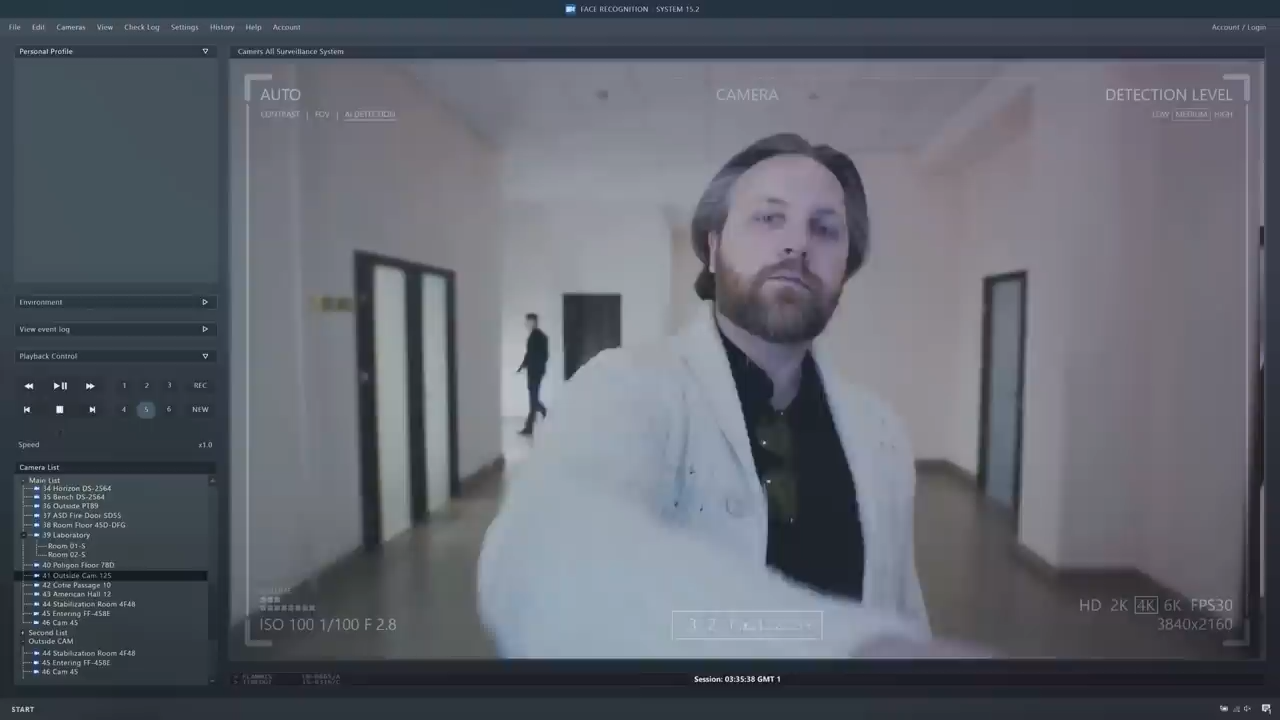 FACE RECOGNITION - SYSTEM 15.2
File Edit Cameras View Check Log Settings History Help Account
Account / Login
Personal Profile
Camers All Surveillance System
AUTO
CAMERA
DETECTION LEVEL
CONTRAST | FOV | AI DETECTION
LOW MEDIUM HIGH
Environment
View event log
Playback Control
1 2 3 REC
4 5 6 NEW
Speed x1.0
Camera List
Main List
34 Horizon DS-2564
35 Bench DS-2564
36 Outside PT89
37 ASD Fire Door SD55
38 Room Floor 45D-DFG
39 Laboratory
Room 01-S
Room 02-S
40 Poligon Floor 7BD
41 Outside Cam 125
42 Cotre Passage 10
43 American Hall 12
44 Stabilization Room 4F48
45 Entering FF-458E
46 Cam 45
Second List
Outside CAM
44 Stabilization Room 4F48
45 Entering FF-458E
46 Cam 45
ISO 100 1/100 F 2.8
HD 2K 4K 6K FPS30
3840x2160
Session: 03:35:38 GMT 1
START